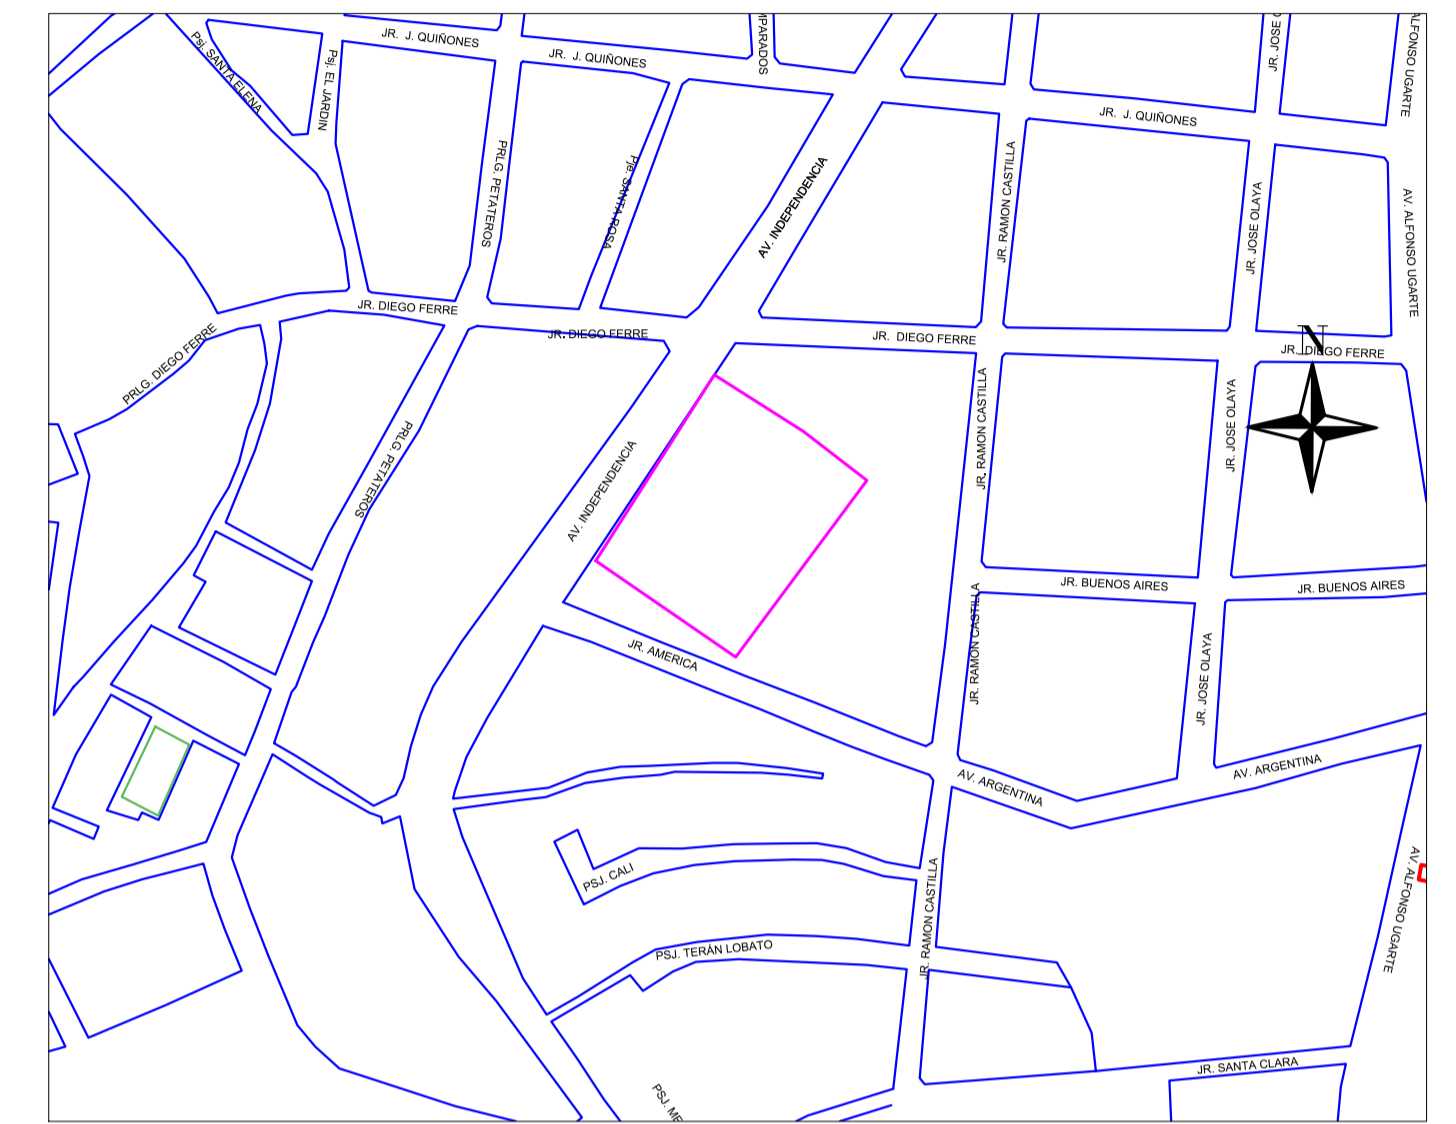 JR. J. QUIÑONES
JR. J. QUIÑONES
MPARADOS
JR. JOSE
ALFONSO UGARTE
Psj. SANTA ELENA
Psj. EL JARDIN
JR. J. QUIÑONES
PRLG. PETATEROS
Pje. SANTA ROSA
AV. INDEPENDENCIA
JR. RAMON CASTILLA
JR. JOSE OLAYA
AV. ALFONSO UGARTE
JR. DIEGO FERRE
JR. DIEGO FERRE
JR. DIEGO FERRE
N
JR. DIEGO FERRE
PRLG. DIEGO FERRE
PRLG. PETATEROS
AV. INDEPENDENCIA
JR. RAMON CASTILLA
JR. JOSE OLAYA
JR. BUENOS AIRES
JR. BUENOS AIRES
JR. AMERICA
JR. RAMON CASTILLA
JR. JOSE OLAYA
AV. ARGENTINA
AV. ARGENTINA
PSJ. CALI
JR. RAMON CASTILLA
AV. ALFONSO UGARTE
PSJ. TERÁN LOBATO
JR. SANTA CLARA
PSJ. ME